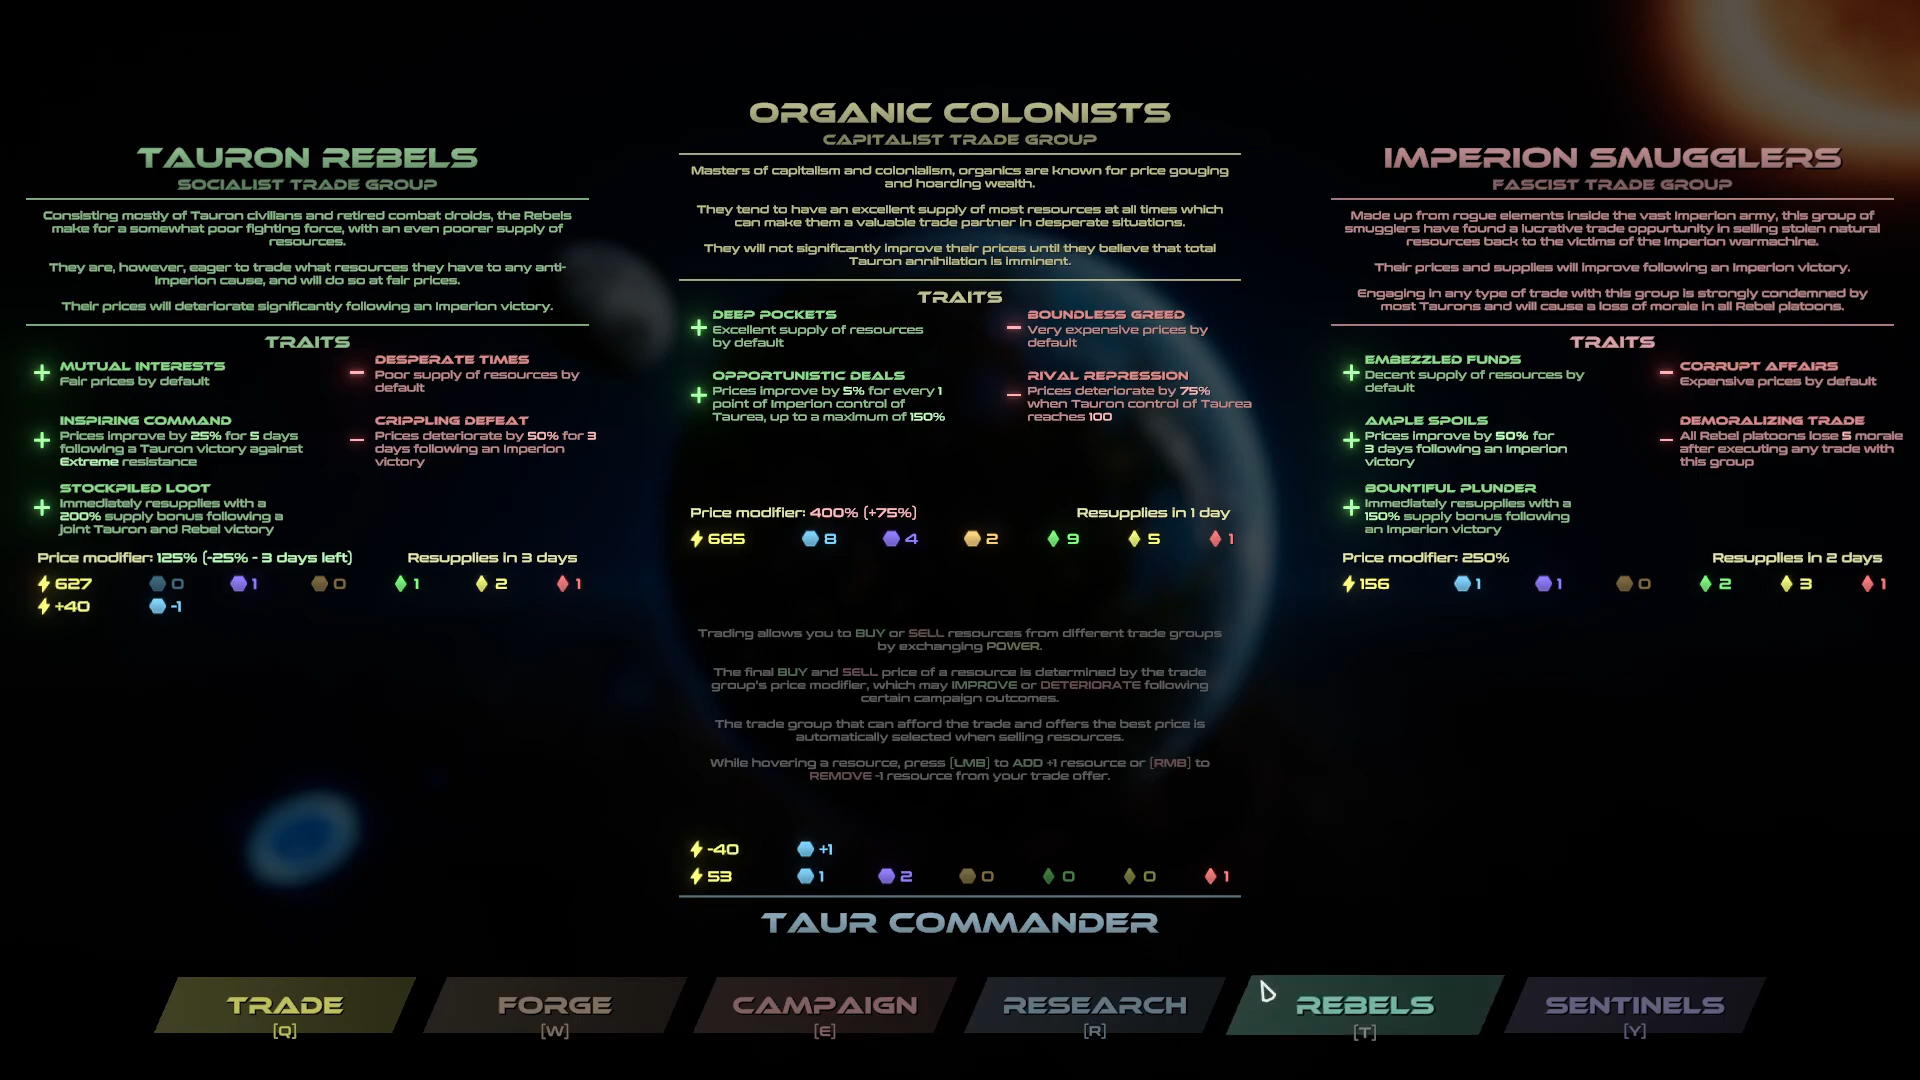 TAURON REBELS
SOCIALIST TRADE GROUP
Consisting mostly of Tauron civilians and retired combat droids, the Rebels
make for a somewhat poor fighting force, with an even poorer supply of
resources.
They are, however, eager to trade what resources they have to any anti-
Imperion cause, and will do so at fair prices.
Their prices will deteriorate significantly following an Imperion victory.
TRAITS
+ MUTUAL INTERESTS
Fair prices by default
- DESPERATE TIMES
Poor supply of resources by
default
+ INSPIRING COMMAND
Prices improve by 25% for 5 days
following a Tauron victory against
Extreme resistance
- CRIPPLING DEFEAT
Prices deteriorate by 50% for 3
days following an Imperion
victory
+ STOCKPILED LOOT
Immediately resupplies with a
200% supply bonus following a
joint Tauron and Rebel victory
Price modifier: 125% (-25% - 3 days left) Resupplies in 3 days
627 0 1 0 1 2 1
+40 -1
ORGANIC COLONISTS
CAPITALIST TRADE GROUP
Masters of capitalism and colonialism, organics are known for price gouging
and hoarding wealth.
They tend to have an excellent supply of most resources at all times which
can make them a valuable trade partner in desperate situations.
They will not significantly improve their prices until they believe that total
Tauron annihilation is imminent.
TRAITS
+ DEEP POCKETS
Excellent supply of resources
by default
- BOUNDLESS GREED
Very expensive prices by
default
+ OPPORTUNISTIC DEALS
Prices improve by 5% for every 1
point of Imperion control of
Taurea, up to a maximum of 150%
- RIVAL REPRESSION
Prices deteriorate by 75%
when Tauron control of Taurea
reaches 100
Price modifier: 400% (+75%) Resupplies in 1 day
665 8 4 2 9 5 1
Trading allows you to BUY or SELL resources from different trade groups
by exchanging POWER.
The final BUY and SELL price of a resource is determined by the trade
group's price modifier, which may IMPROVE or DETERIORATE following
certain campaign outcomes.
The trade group that can afford the trade and offers the best price is
automatically selected when selling resources.
While hovering a resource, press [LMB] to ADD +1 resource or [RMB] to
REMOVE -1 resource from your trade offer.
-40 +1
53 1 2 0 0 0 1
TAUR COMMANDER
IMPERION SMUGGLERS
FASCIST TRADE GROUP
Made up from rogue elements inside the vast Imperion army, this group of
smugglers have found a lucrative trade opportunity in selling stolen natural
resources back to the victims of the Imperion warmachine.
Their prices and supplies will improve following an Imperion victory.
Engaging in any type of trade with this group is strongly condemned by
most Taurons and will cause a loss of morale in all Rebel platoons.
TRAITS
+ EMBEZZLED FUNDS
Decent supply of resources by
default
- CORRUPT AFFAIRS
Expensive prices by default
+ AMPLE SPOILS
Prices improve by 50% for
3 days following an Imperion
victory
- DEMORALIZING TRADE
All Rebel platoons lose 5 morale
after executing any trade with
this group
+ BOUNTIFUL PLUNDER
Immediately resupplies with a
150% supply bonus following
an Imperion victory
Price modifier: 250% Resupplies in 2 days
156 1 1 0 2 3 1
TRADE
[Q]
FORGE
[W]
CAMPAIGN
[E]
RESEARCH
[R]
REBELS
[T]
SENTINELS
[Y]